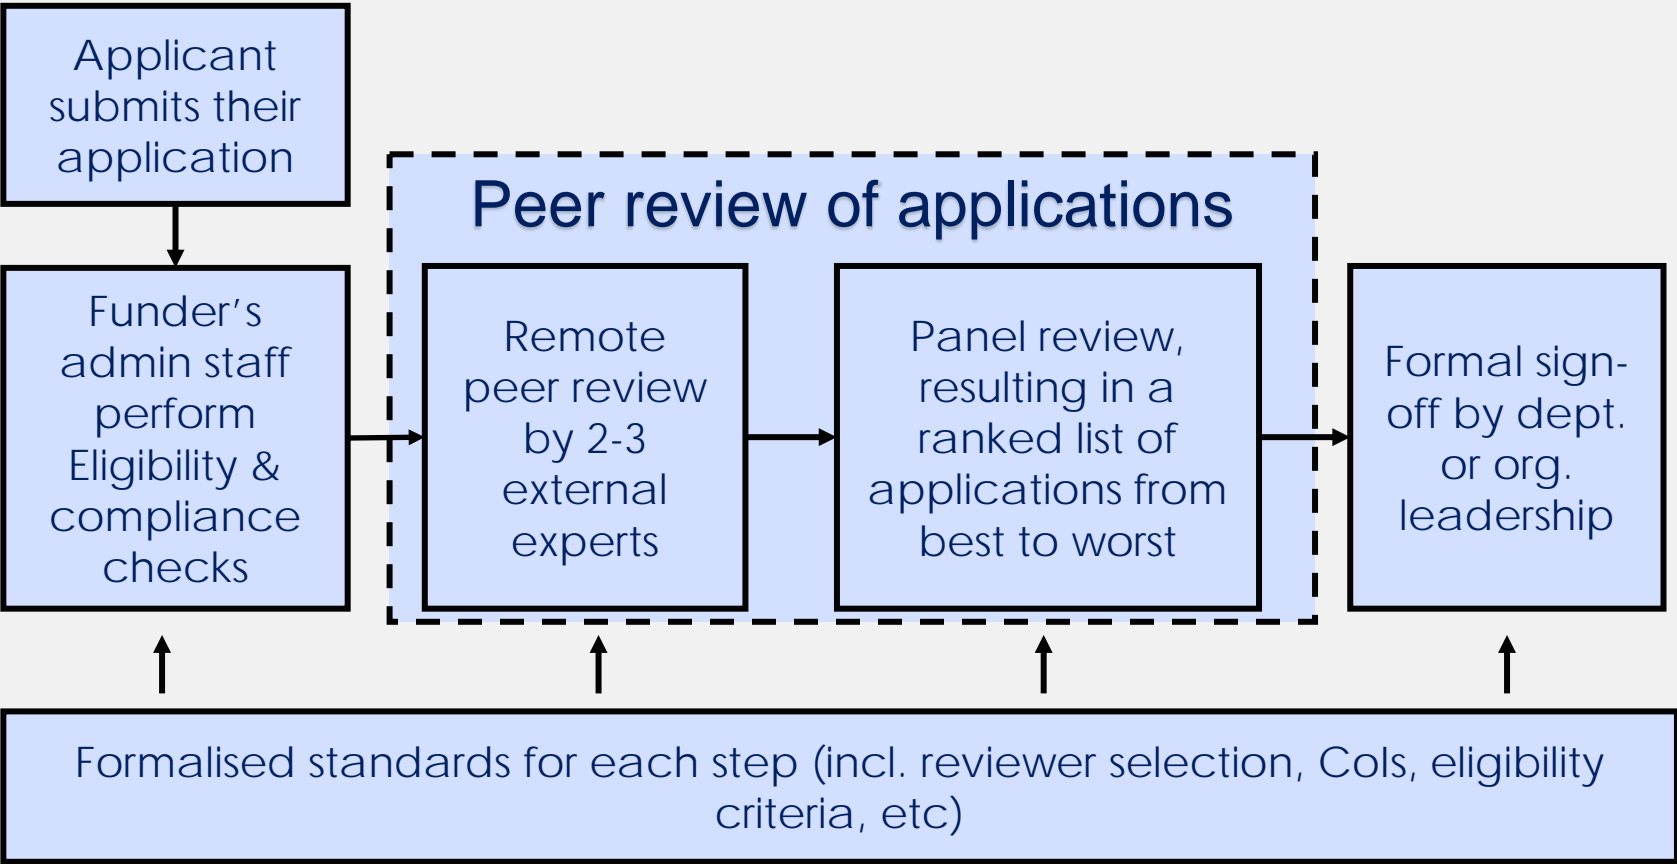 Applicant
submits their
application
Funder’s
admin staff
perform
Eligibility &
compliance
checks
Peer review of applications
Remote
peer review
by 2-3
external
experts
Panel review,
resulting in a
ranked list of
applications from
best to worst
Formal sign-
off by dept.
or org.
leadership
Formalised standards for each step (incl. reviewer selection, CoIs, eligibility
criteria, etc)